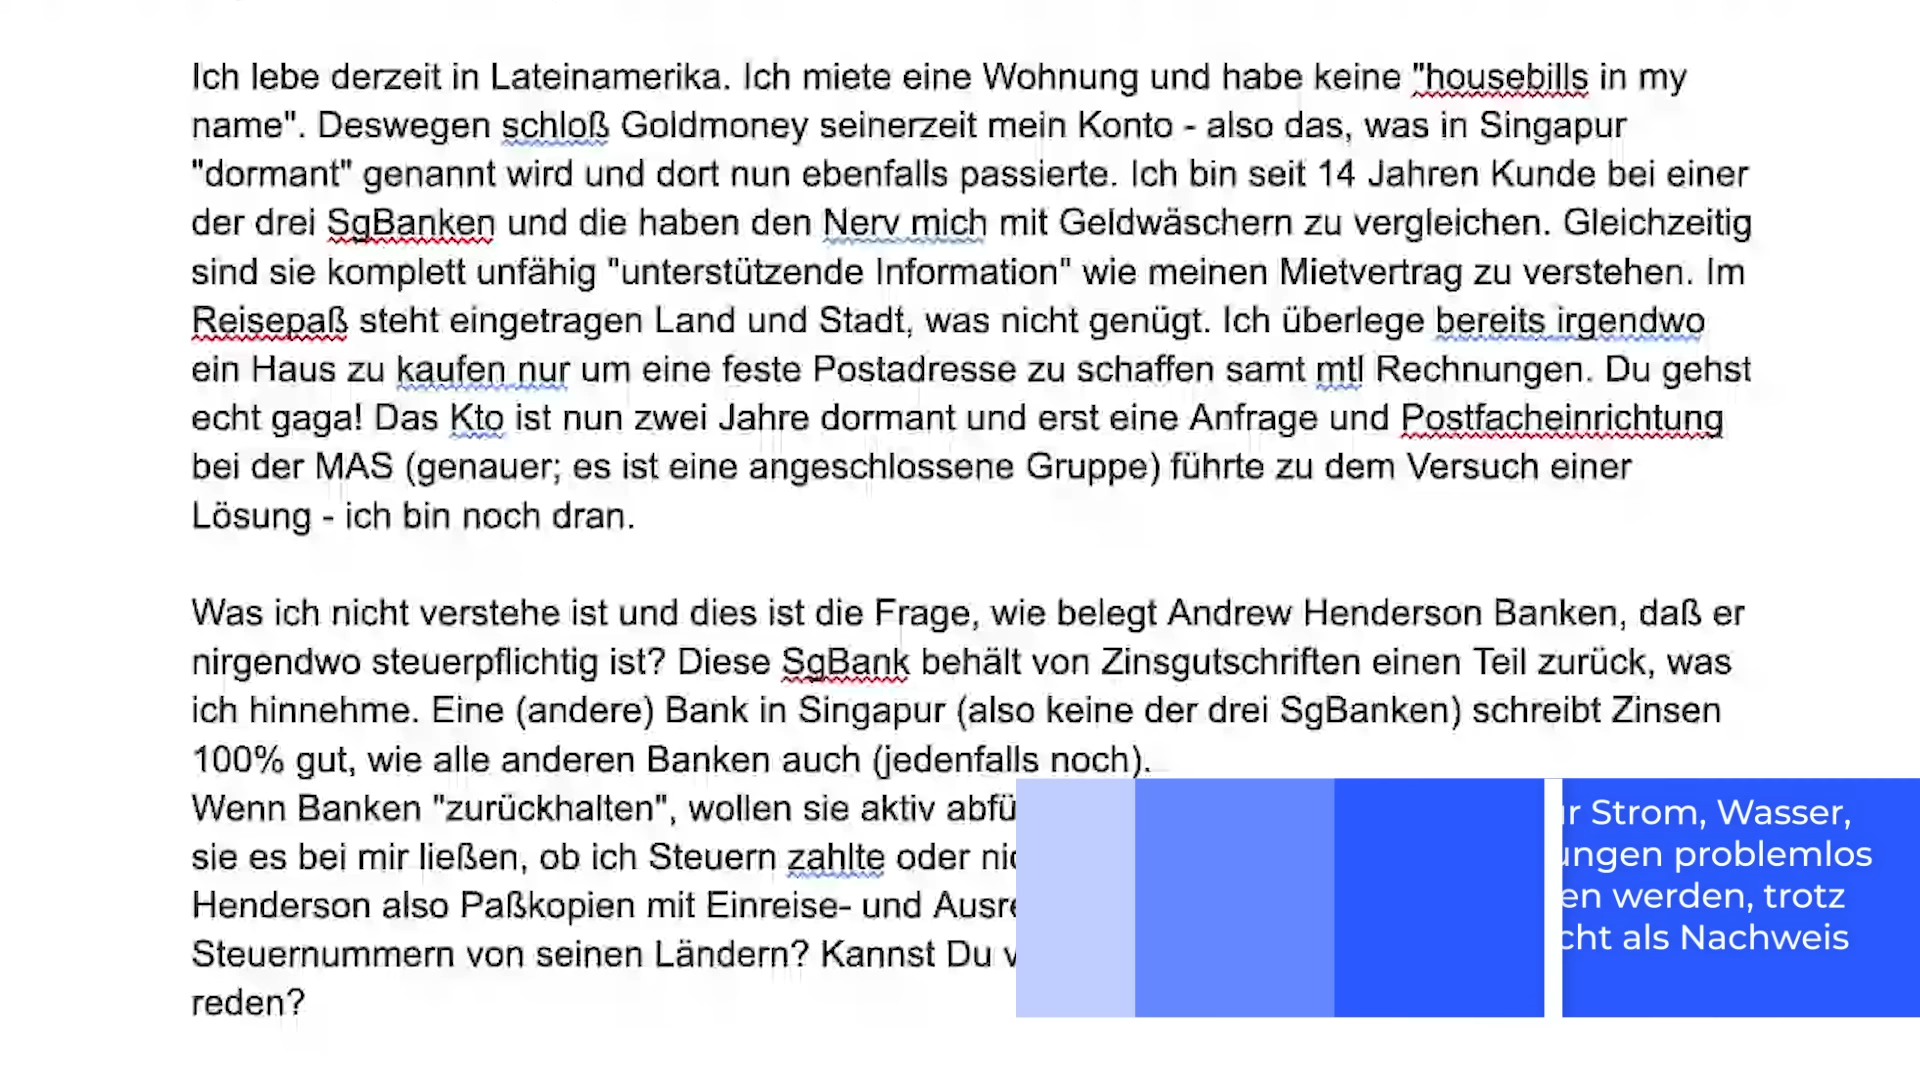 Ich lebe derzeit in Lateinamerika. Ich miete eine Wohnung und habe keine "housebills in my
name". Deswegen schloß Goldmoney seinerzeit mein Konto - also das, was in Singapur
"dormant" genannt wird und dort nun ebenfalls passierte. Ich bin seit 14 Jahren Kunde bei einer
der drei SgBanken und die haben den Nerv mich mit Geldwäschern zu vergleichen. Gleichzeitig
sind sie komplett unfähig "unterstützende Information" wie meinen Mietvertrag zu verstehen. Im
Reisepaß steht eingetragen Land und Stadt, was nicht genügt. Ich überlege bereits irgendwo
ein Haus zu kaufen nur um eine feste Postadresse zu schaffen samt mtl Rechnungen. Du gehst
echt gaga! Das Kto ist nun zwei Jahre dormant und erst eine Anfrage und Postfacheinrichtung
bei der MAS (genauer; es ist eine angeschlossene Gruppe) führte zu dem Versuch einer
Lösung - ich bin noch dran.
Was ich nicht verstehe ist und dies ist die Frage, wie belegt Andrew Henderson Banken, daß er
nirgendwo steuerpflichtig ist? Diese SgBank behält von Zinsgutschriften einen Teil zurück, was
ich hinnehme. Eine (andere) Bank in Singapur (also keine der drei SgBanken) schreibt Zinsen
100% gut, wie alle anderen Banken auch (jedenfalls noch).
Wenn Banken "zurückhalten", wollen sie aktiv
sie es bei mir ließen, ob ich Steuern zahlte oder
Henderson also Paßkopien mit Einreise- und
Steuernummern von seinen Ländern? Kannst Du
reden?
Strom, Wasser,
problemlos
werden, trotz
als Nachweis